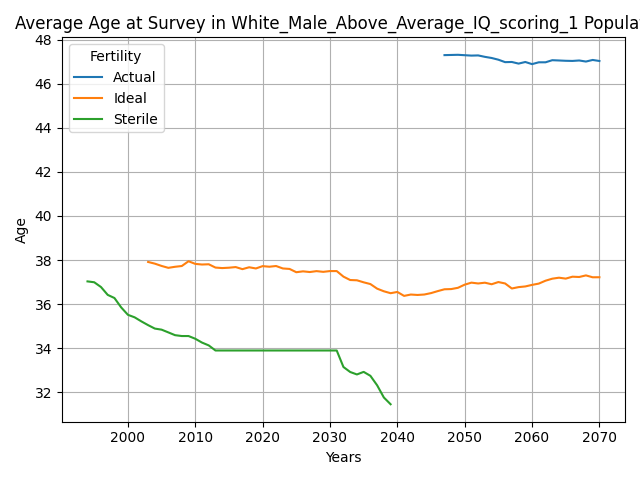 Average Age at Survey in White_Male_Above_Average_IQ_scoring_1 Popula
Fertility
Actual
Ideal
Sterile
48
46
44
42
40
38
36
34
32
Age
2000 2010 2020 2030 2040 2050 2060 2070
Years